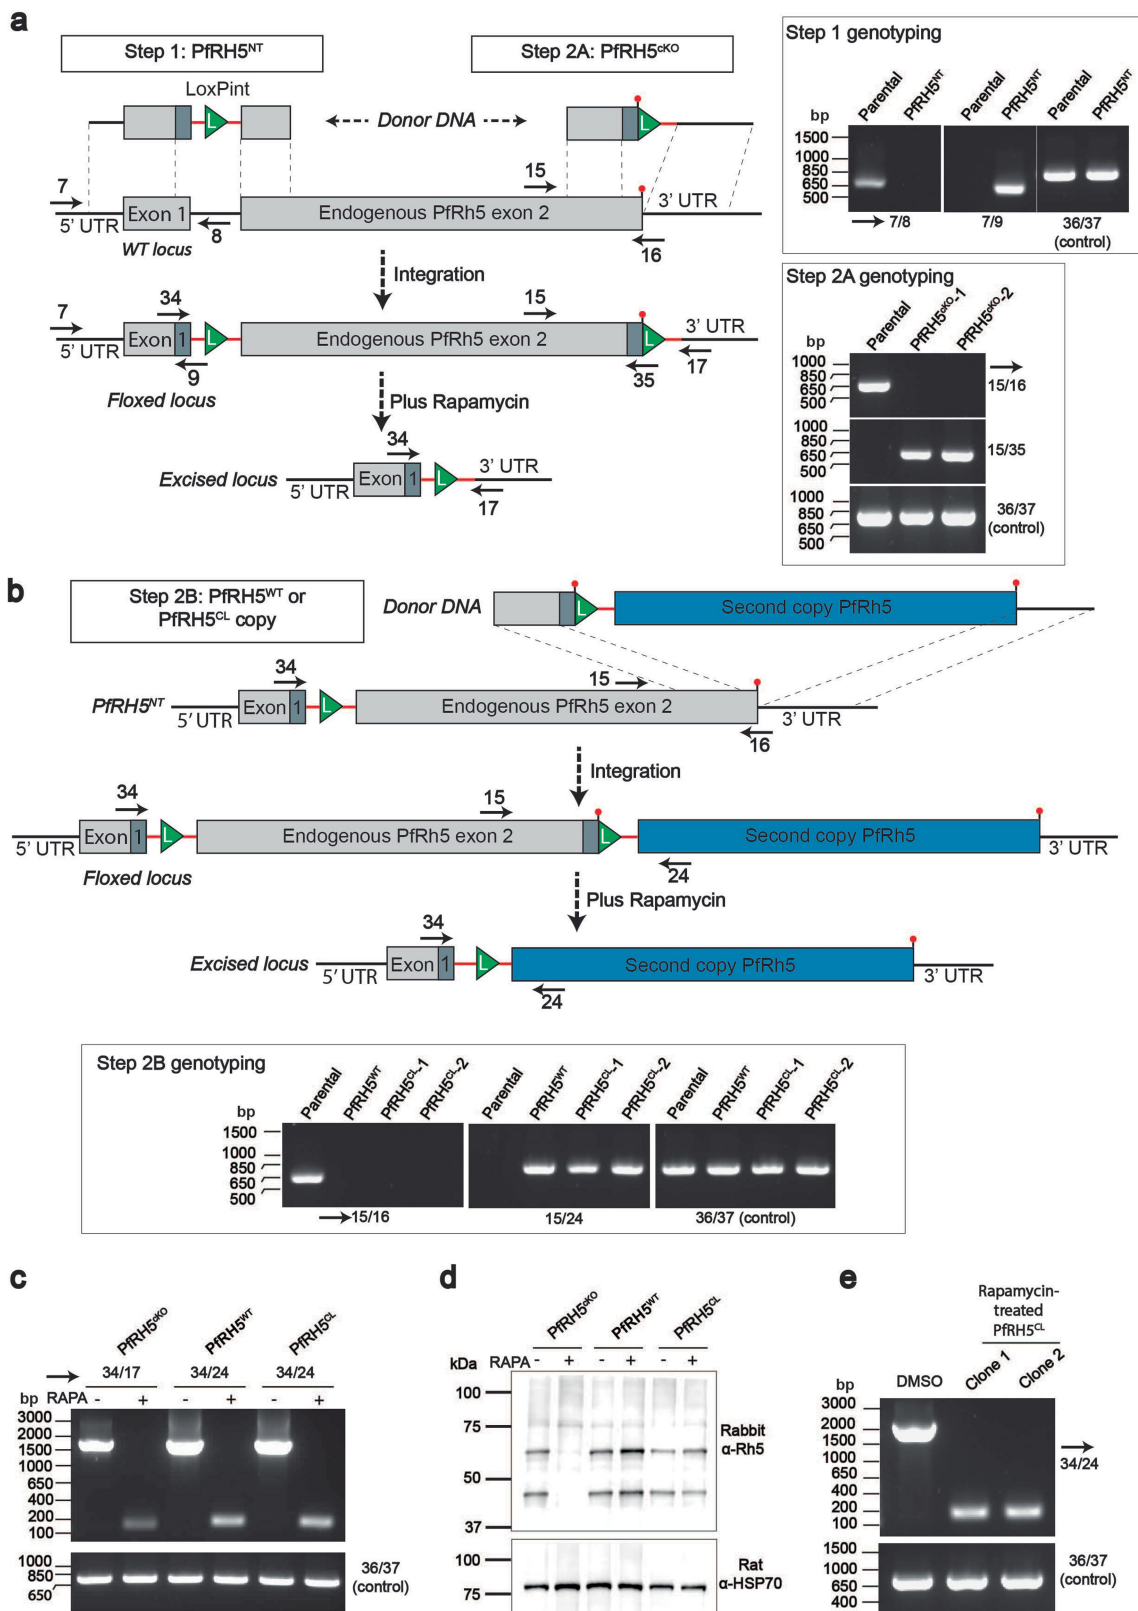 a
Step 1: PfRH5NT
Step 2A: PfRH5cKO
LoxPint
Donor DNA
L
7
15
5' UTR
Exon 1
Endogenous PfRh5 exon 2
3' UTR
8
WT locus
16
Integration
7
34
15
5' UTR
Exon 1
L
Endogenous PfRh5 exon 2
L
3' UTR
9
35
17
Floxed locus
Plus Rapamycin
34
Excised locus
5' UTR
Exon 1
L
3' UTR
17
Step 1 genotyping
Parental
PfRH5NT
Parental
PfRH5NT
Parental
PfRH5NT
bp
1500
1000
850
650
500
7/8
7/9
36/37
(control)
Step 2A genotyping
Parental
PfRH5cKO-1
PfRH5cKO-2
bp
1000
850
650
500
15/16
1000
850
650
500
15/35
1000
850
650
500
36/37
(control)
b
Step 2B: PfRH5WT or
PfRH5CL copy
Donor DNA
L
Second copy PfRh5
34
15
PfRH5NT
5' UTR
Exon 1
L
Endogenous PfRh5 exon 2
3' UTR
16
Integration
34
15
5' UTR
Exon 1
L
Endogenous PfRh5 exon 2
L
Second copy PfRh5
3' UTR
24
Floxed locus
Plus Rapamycin
34
Excised locus
5' UTR
Exon 1
L
Second copy PfRh5
3' UTR
24
Step 2B genotyping
Parental
PfRH5WT
PfRH5CL-1
PfRH5CL-2
Parental
PfRH5WT
PfRH5CL-1
PfRH5CL-2
Parental
PfRH5WT
PfRH5CL-1
PfRH5CL-2
bp
1500
1000
850
650
500
15/16
15/24
36/37 (control)
c
PfRH5cKO
PfRH5WT
PfRH5CL
34/17
34/24
34/24
bp RAPA - + - + - +
3000
2000
1500
1000
650
400
200
100
1000
850
650
36/37
(control)
d
PfRH5cKO
PfRH5WT
PfRH5CL
kDa RAPA - + - + - +
100
75
50
37
Rabbit
α-Rh5
100
75
Rat
α-HSP70
e
Rapamycin-
treated
PfRH5CL
DMSO
Clone 1
Clone 2
bp
3000
2000
1500
1000
650
400
200
100
34/24
1500
1000
850
650
400
36/37
(control)